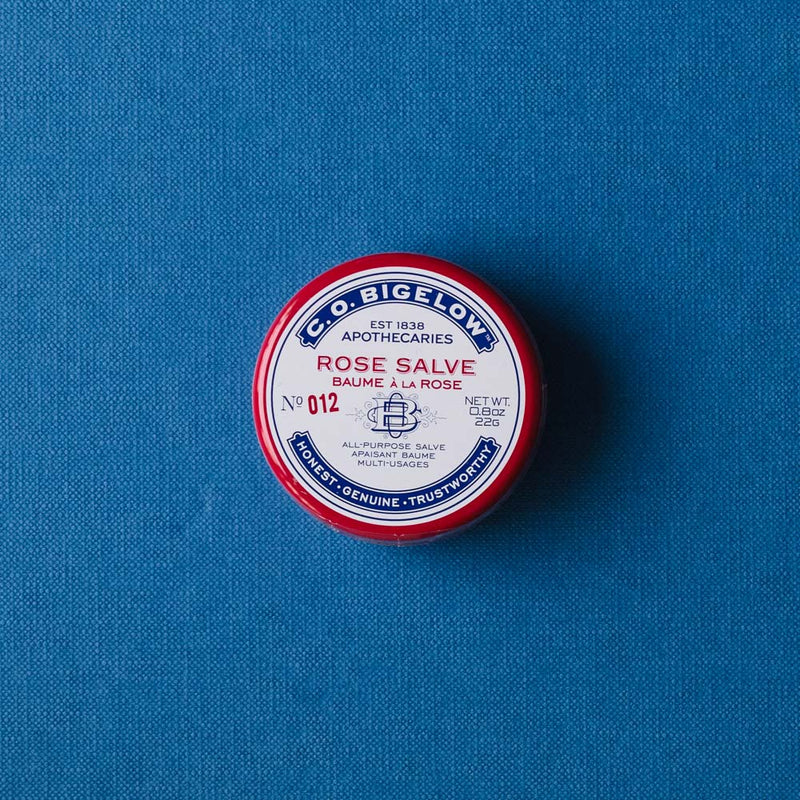 C.O. BIGELOW™
EST 1838
APOTHECARIES
ROSE SALVE
BAUME À LA ROSE
Nº 012
NET WT.
0.8OZ
22G
ALL-PURPOSE SALVE
APAISANT BAUME
MULTI-USAGES
HONEST • GENUINE • TRUSTWORTHY